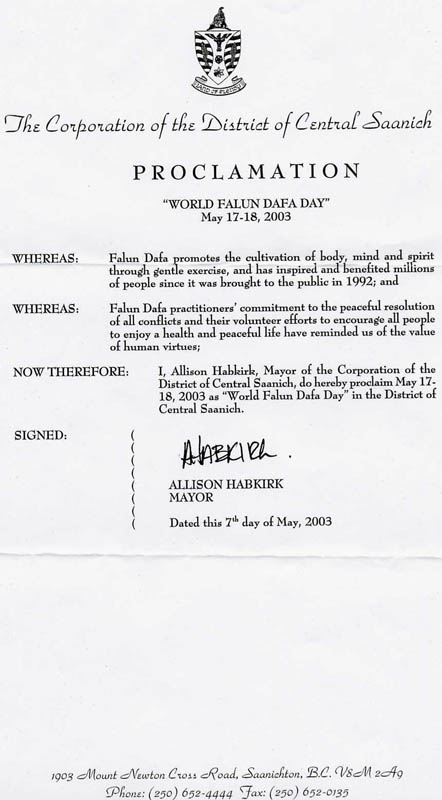 LAND OF PLENTY
The Corporation of the District of Central Saanich
PROCLAMATION
"WORLD FALUN DAFA DAY"
May 17-18, 2003
WHEREAS: Falun Dafa promotes the cultivation of body, mind and spirit
through gentle exercise, and has inspired and benefited millions
of people since it was brought to the public in 1992; and
WHEREAS: Falun Dafa practitioners' commitment to the peaceful resolution
of all conflicts and their volunteer efforts to encourage all people
to enjoy a health and peaceful life have reminded us of the value
of human virtues;
NOW THEREFORE: I, Allison Habkirk, Mayor of the Corporation of the
District of Central Saanich, do hereby proclaim May 17-
18, 2003 as "World Falun Dafa Day" in the District of
Central Saanich.
SIGNED: (
(
(
AHABKIRK.
(
ALLISON HABKIRK
( MAYOR
(
( Dated this 7th day of May, 2003
1903 Mount Newton Cross Road, Saanichton, B.C. V8M 2A9
Phone: (250) 652-4444 Fax: (250) 652-0135